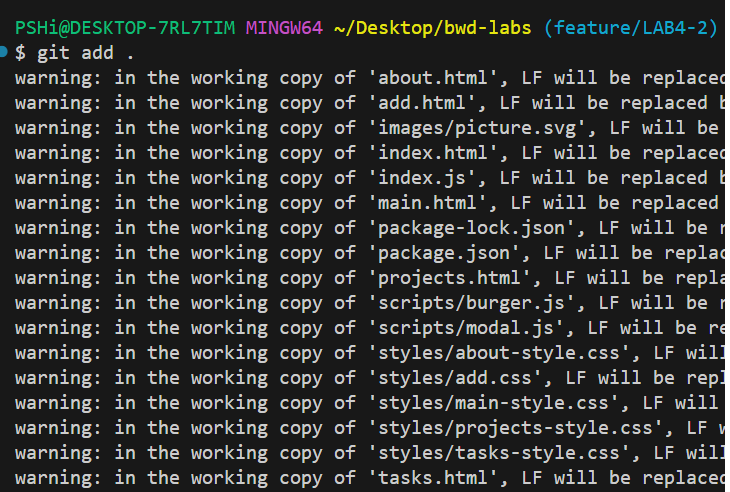 PSHi@DESKTOP-7RL7TIM MINGW64 ~/Desktop/bwd-labs (feature/LAB4-2)
$ git add .
warning: in the working copy of 'about.html', LF will be replaced
warning: in the working copy of 'add.html', LF will be replaced b
warning: in the working copy of 'images/picture.svg', LF will be
warning: in the working copy of 'index.html', LF will be replaced
warning: in the working copy of 'index.js', LF will be replaced b
warning: in the working copy of 'main.html', LF will be replaced
warning: in the working copy of 'package-lock.json', LF will be r
warning: in the working copy of 'package.json', LF will be replac
warning: in the working copy of 'projects.html', LF will be repla
warning: in the working copy of 'scripts/burger.js', LF will be r
warning: in the working copy of 'scripts/modal.js', LF will be re
warning: in the working copy of 'styles/about-style.css', LF will
warning: in the working copy of 'styles/add.css', LF will be repl
warning: in the working copy of 'styles/main-style.css', LF will
warning: in the working copy of 'styles/projects-style.css', LF w
warning: in the working copy of 'styles/tasks-style.css', LF will
warning: in the working copy of 'tasks.html', LF will be replaced